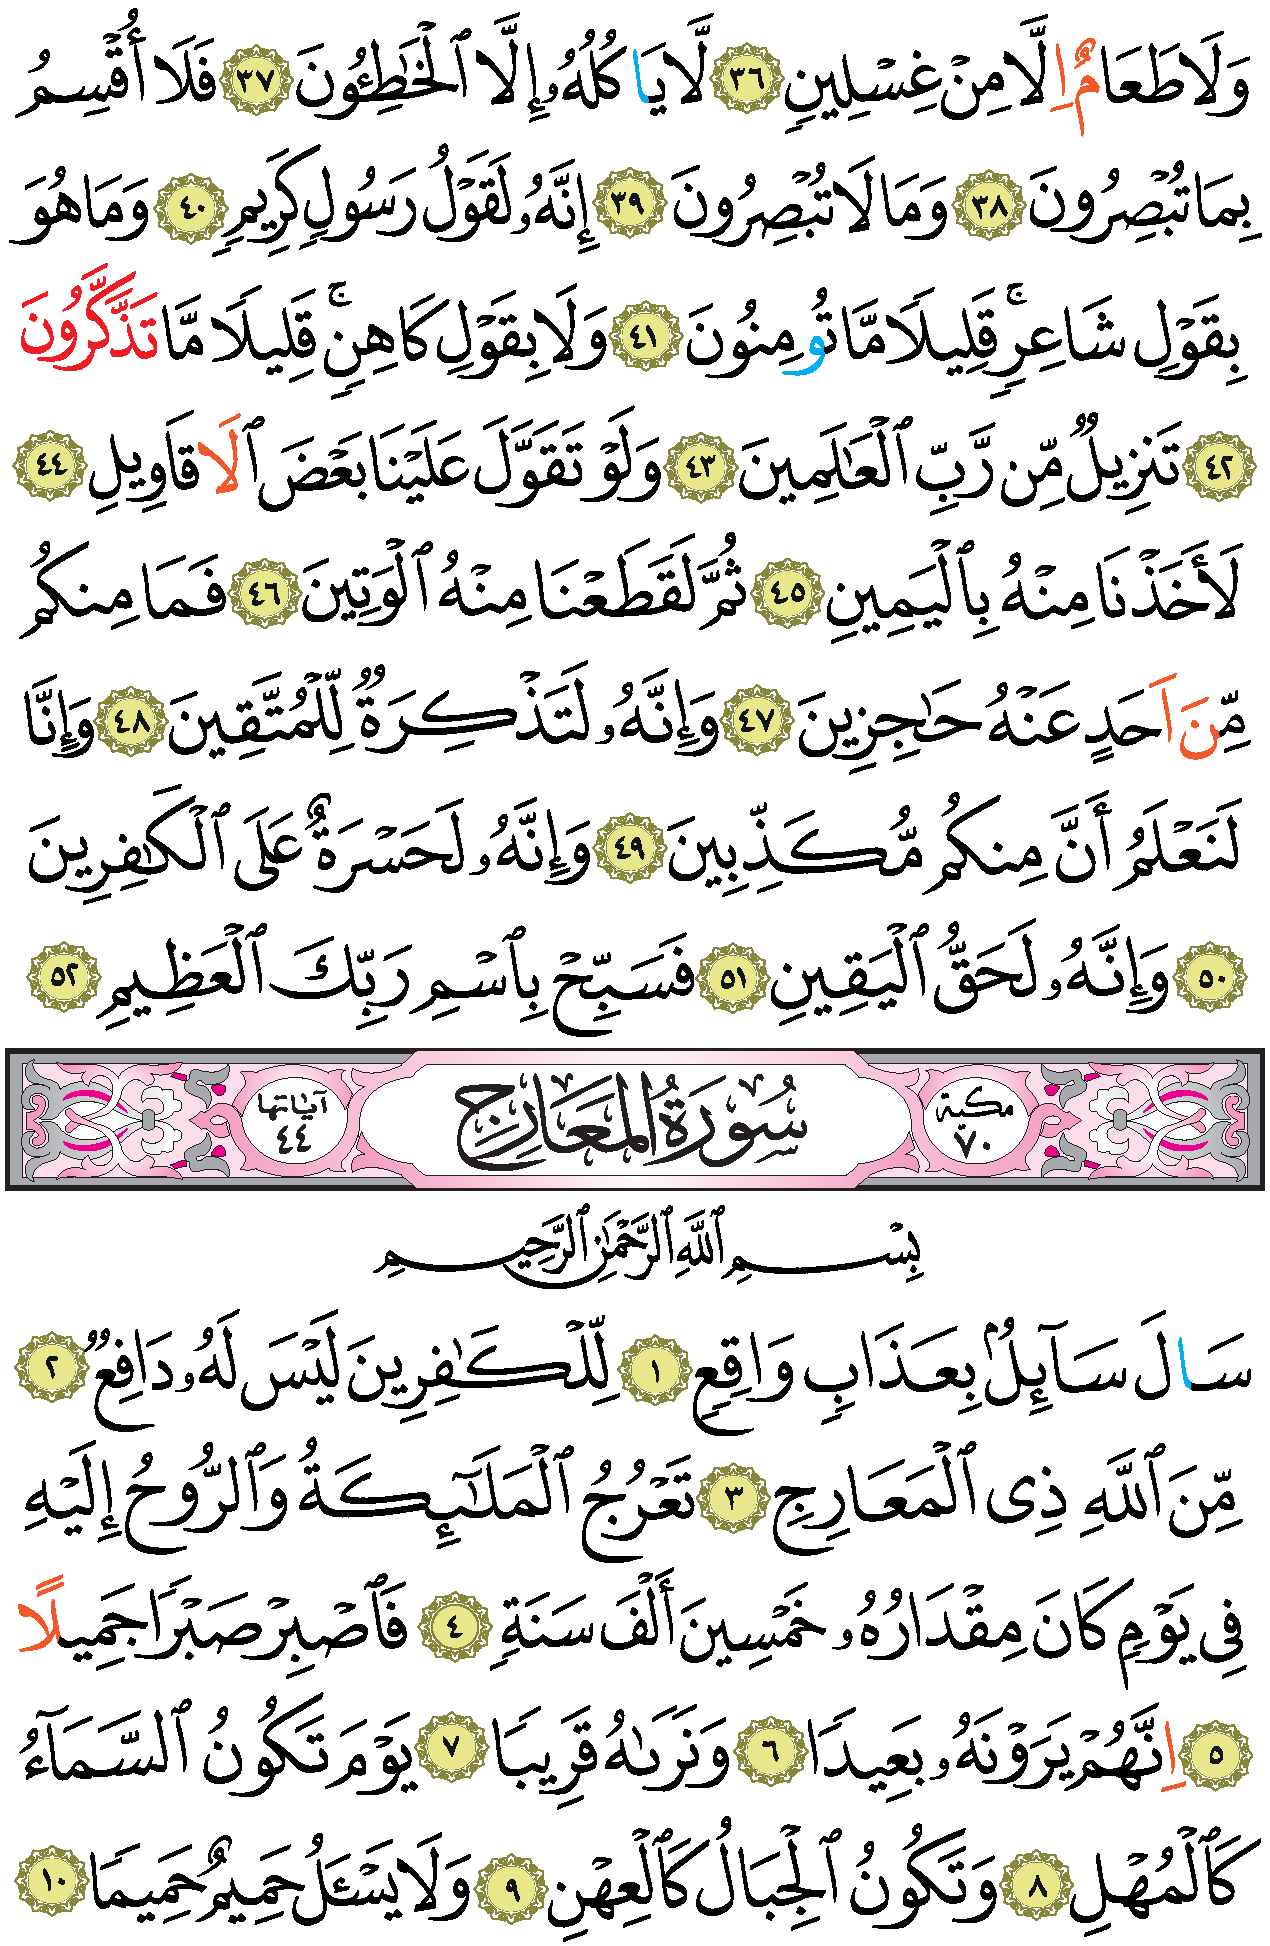 وَلَا طَعَامٌ اِلَّا مِنْ غِسْلِينٍ ٣٦ لَّا يَاكُلُهُۥ إِلَّا ٱلْخَٰطِـُٔونَ ٣٧ فَلَا أُقْسِمُ
بِمَا تُبْصِرُونَ ٣٨ وَمَا لَا تُبْصِرُونَ ٣٩ إِنَّهُۥ لَقَوْلُ رَسُولٍ كَرِيمٍ ٤٠ وَمَا هُوَ
بِقَوْلِ شَاعِرٍ ۚ قَلِيلًا مَّا تُومِنُونَ ٤١ وَلَا بِقَوْلِ كَاهِنٍ ۚ قَلِيلًا مَّا تَذَّكَّرُونَ
٤٢ تَنزِيلٌ مِّن رَّبِّ ٱلْعَٰلَمِينَ ٤٣ وَلَوْ تَقَوَّلَ عَلَيْنَا بَعْضَ ٱلَاقَاوِيلِ ٤٤
لَأَخَذْنَا مِنْهُ بِٱلْيَمِينِ ٤٥ ثُمَّ لَقَطَعْنَا مِنْهُ ٱلْوَتِينَ ٤٦ فَمَا مِنكُم
مِّنَ اَحَدٍ عَنْهُ حَٰجِزِينَ ٤٧ وَإِنَّهُۥ لَتَذْكِرَةٌ لِّلْمُتَّقِينَ ٤٨ وَإِنَّا
لَنَعْلَمُ أَنَّ مِنكُم مُّكَذِّبِينَ ٤٩ وَإِنَّهُۥ لَحَسْرَةٌ عَلَى ٱلْكَٰفِرِينَ
٥٠ وَإِنَّهُۥ لَحَقُّ ٱلْيَقِينِ ٥١ فَسَبِّحْ بِٱسْمِ رَبِّكَ ٱلْعَظِيمِ ٥٢
مكية ٧٠ سُورَةُ الْمَعَارِجِ آياتها ٤٤
بِسْمِ ٱللَّهِ ٱلرَّحْمَٰنِ ٱلرَّحِيمِ
سَالَ سَآئِلٌۢ بِعَذَابٍ وَاقِعٍ ١ لِّلْكَٰفِرِينَ لَيْسَ لَهُۥ دَافِعٌ ٢
مِّنَ ٱللَّهِ ذِى ٱلْمَعَارِجِ ٣ تَعْرُجُ ٱلْمَلَٰٓئِكَةُ وَٱلرُّوحُ إِلَيْهِ
فِى يَوْمٍ كَانَ مِقْدَارُهُۥ خَمْسِينَ أَلْفَ سَنَةٍ ٤ فَٱصْبِرْ صَبْرًا جَمِيلًا
٥ اِنَّهُمْ يَرَوْنَهُۥ بَعِيدًا ٦ وَنَرَىٰهُ قَرِيبًا ٧ يَوْمَ تَكُونُ ٱلسَّمَآءُ
كَٱلْمُهْلِ ٨ وَتَكُونُ ٱلْجِبَالُ كَٱلْعِهْنِ ٩ وَلَا يَسْـَٔلُ حَمِيمٌ حَمِيمًا ١٠